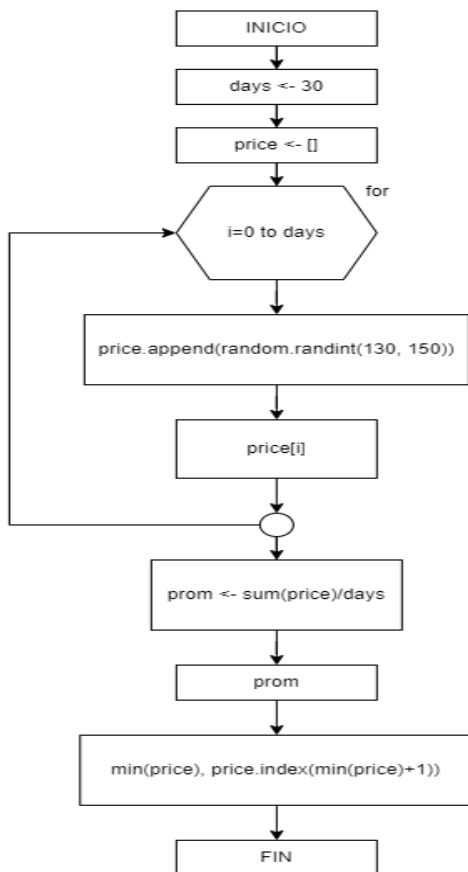 INICIO
days <- 30
price <- []
for
i=0 to days
price.append(random.randint(130, 150))
price[i]
prom <- sum(price)/days
prom
min(price), price.index(min(price)+1))
FIN